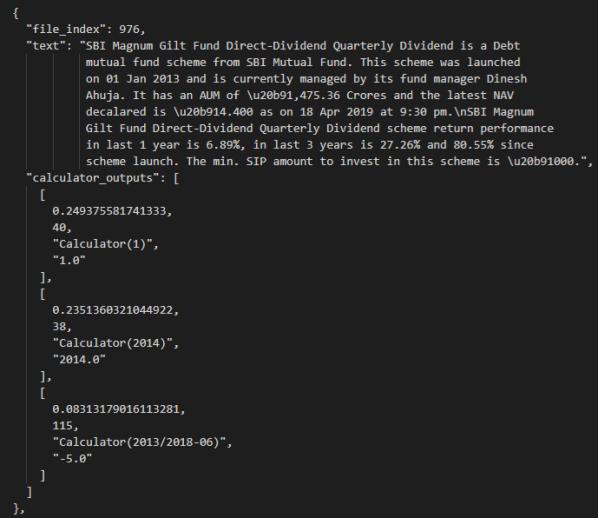 {
"file_index": 976,
"text": "SBI Magnum Gilt Fund Direct-Dividend Quarterly Dividend is a Debt
mutual fund scheme from SBI Mutual Fund. This scheme was launched
on 01 Jan 2013 and is currently managed by its fund manager Dinesh
Ahuja. It has an AUM of \u20b91,475.36 Crores and the latest NAV
decalared is \u20b914.400 as on 18 Apr 2019 at 9:30 pm.\nSBI Magnum
Gilt Fund Direct-Dividend Quarterly Dividend scheme return performance
in last 1 year is 6.89%, in last 3 years is 27.26% and 80.55% since
scheme launch. The min. SIP amount to invest in this scheme is \u20b91000.",
"calculator_outputs": [
[
0.249375581741333,
40,
"Calculator(1)",
"1.0"
],
[
0.2351360321044922,
38,
"Calculator(2014)",
"2014.0"
],
[
0.08313179016113281,
115,
"Calculator(2013/2018-06)",
"-5.0"
]
]
},